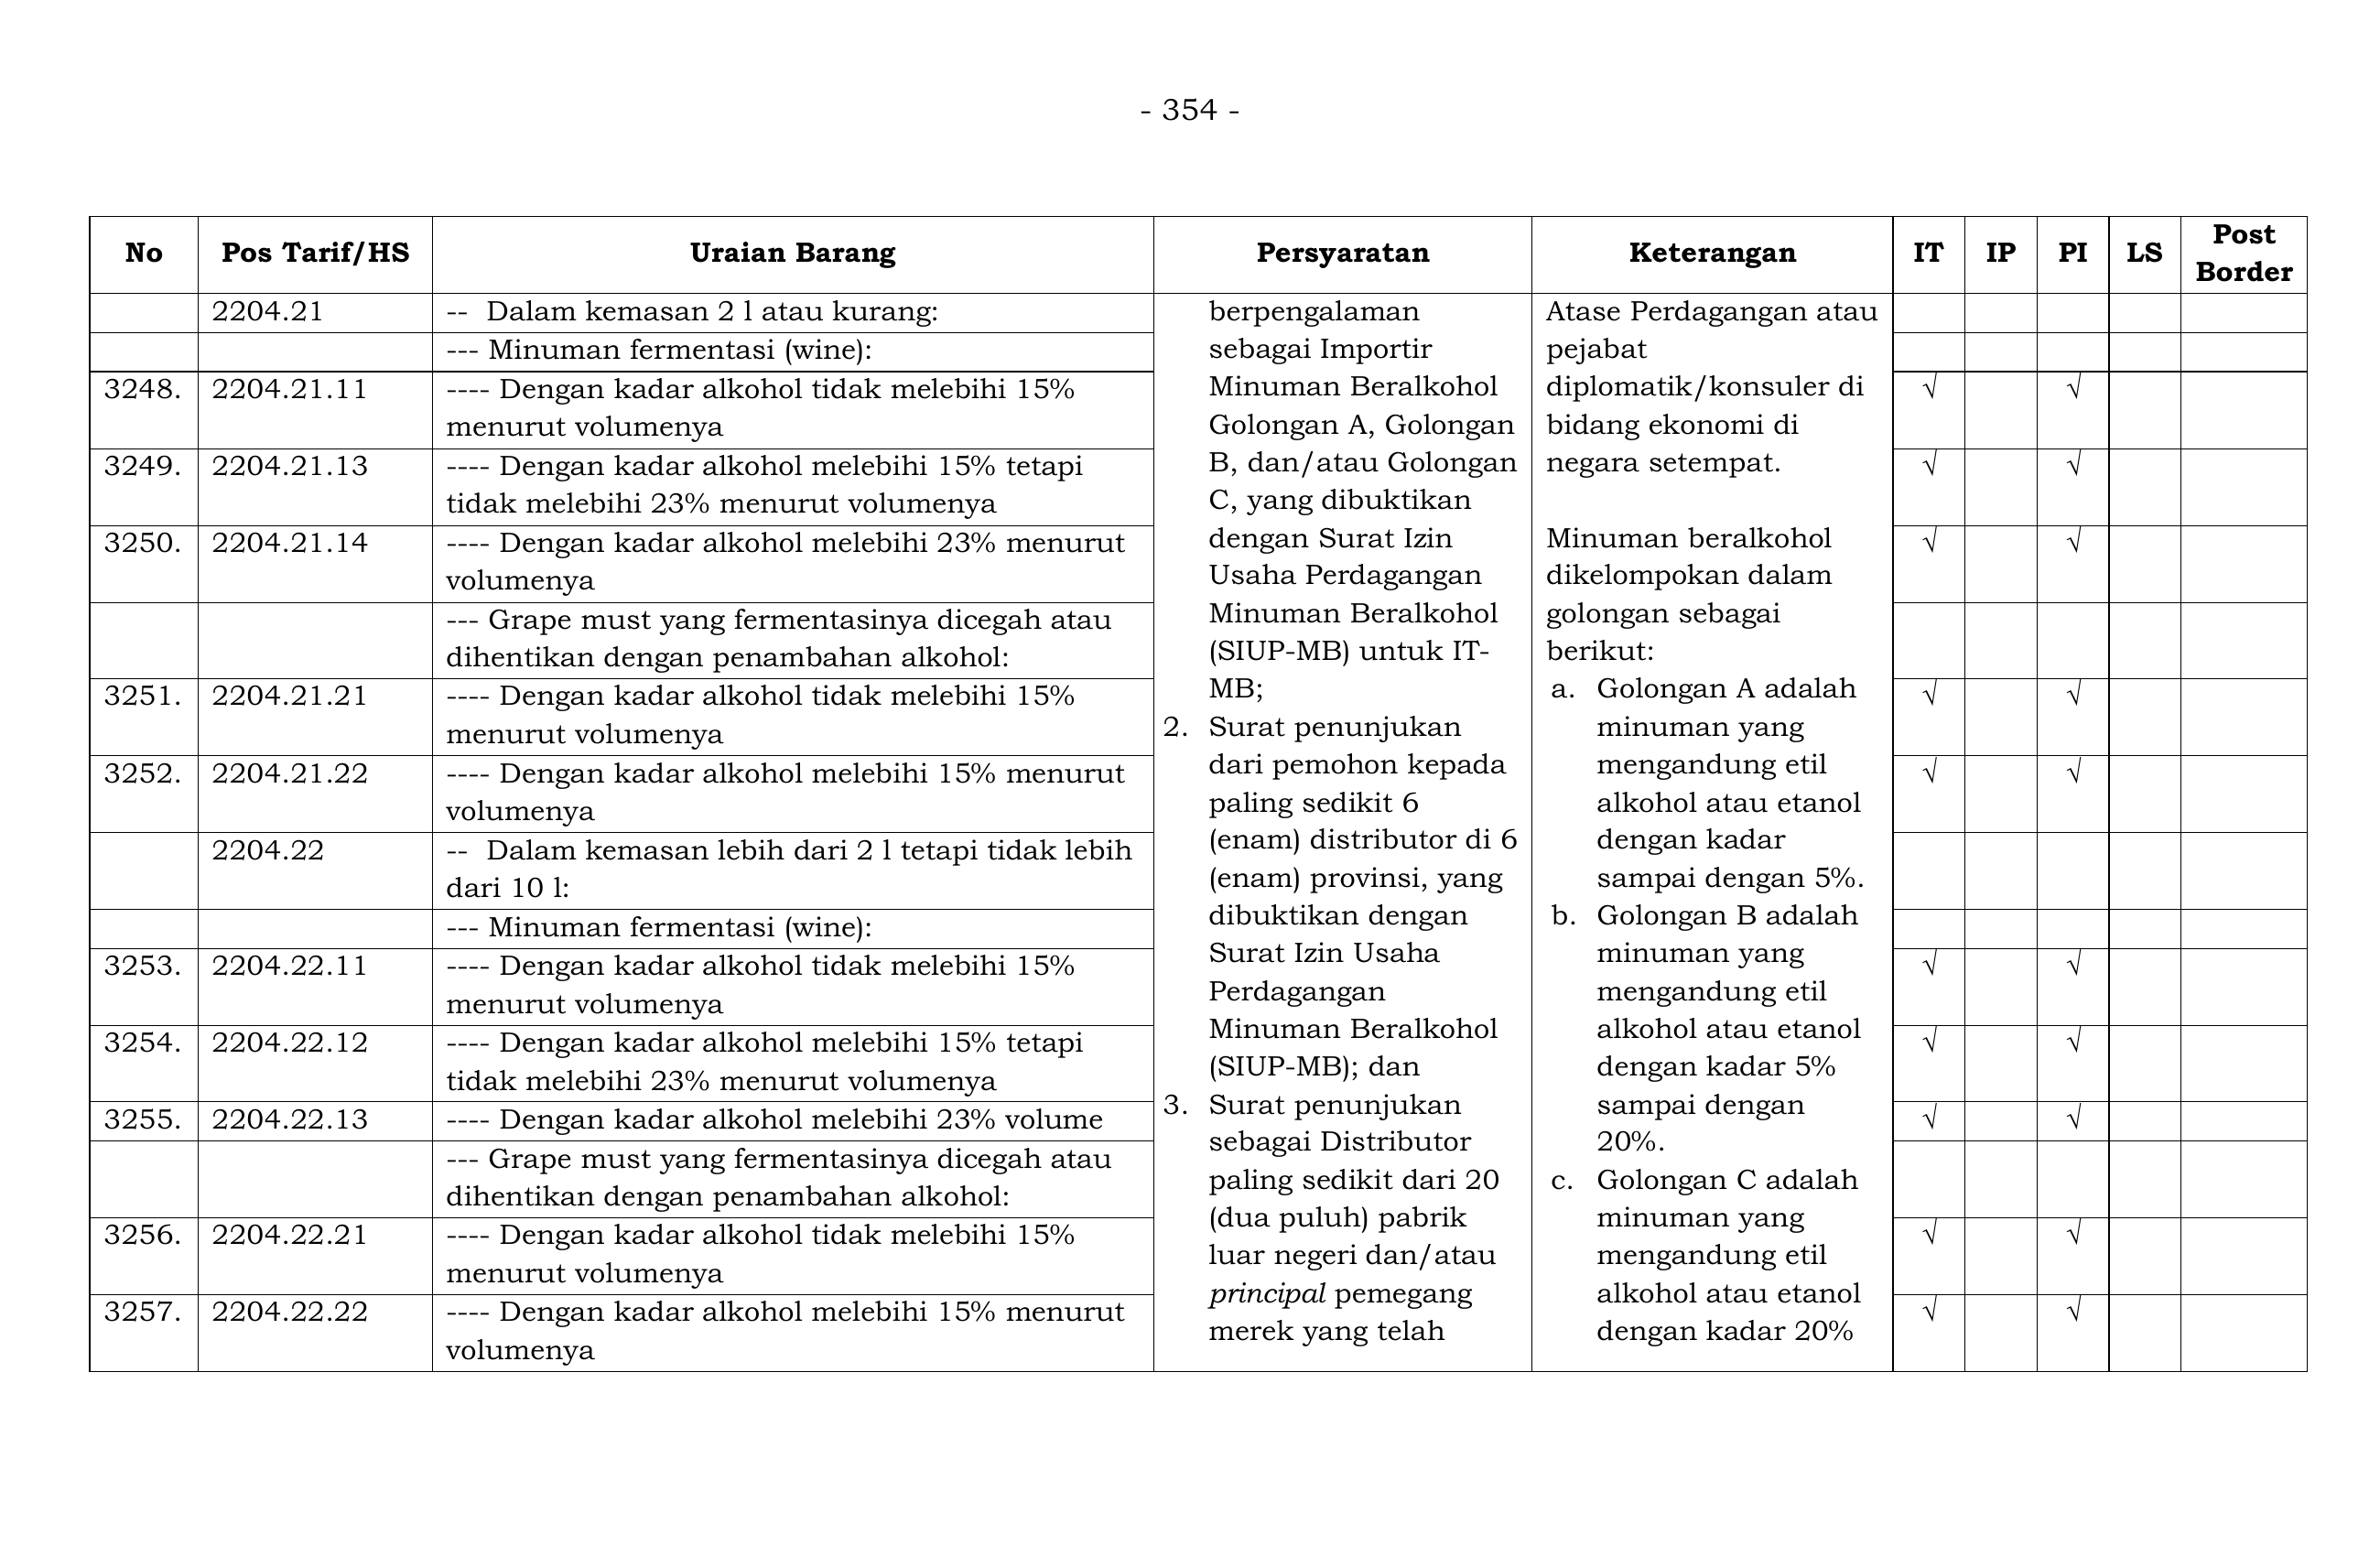 - 354 -
No Pos Tarif/HS Uraian Barang Persyaratan Keterangan IT IP PI LS Post Border
2204.21 -- Dalam kemasan 2 l atau kurang:
--- Minuman fermentasi (wine):
3248. 2204.21.11 ---- Dengan kadar alkohol tidak melebihi 15%
menurut volumenya
√ √
3249. 2204.21.13 ---- Dengan kadar alkohol melebihi 15% tetapi
tidak melebihi 23% menurut volumenya
√ √
3250. 2204.21.14 ---- Dengan kadar alkohol melebihi 23% menurut
volumenya
√ √
--- Grape must yang fermentasinya dicegah atau
dihentikan dengan penambahan alkohol:
3251. 2204.21.21 ---- Dengan kadar alkohol tidak melebihi 15%
menurut volumenya
√ √
3252. 2204.21.22 ---- Dengan kadar alkohol melebihi 15% menurut
volumenya
√ √
2204.22 -- Dalam kemasan lebih dari 2 l tetapi tidak lebih
dari 10 l:
--- Minuman fermentasi (wine):
3253. 2204.22.11 ---- Dengan kadar alkohol tidak melebihi 15%
menurut volumenya
√ √
3254. 2204.22.12 ---- Dengan kadar alkohol melebihi 15% tetapi
tidak melebihi 23% menurut volumenya
√ √
3255. 2204.22.13 ---- Dengan kadar alkohol melebihi 23% volume
√ √
--- Grape must yang fermentasinya dicegah atau
dihentikan dengan penambahan alkohol:
3256. 2204.22.21 ---- Dengan kadar alkohol tidak melebihi 15%
menurut volumenya
√ √
3257. 2204.22.22 ---- Dengan kadar alkohol melebihi 15% menurut
volumenya
√ √
berpengalaman
sebagai Importir
Minuman Beralkohol
Golongan A, Golongan
B, dan/atau Golongan
C, yang dibuktikan
dengan Surat Izin
Usaha Perdagangan
Minuman Beralkohol
(SIUP-MB) untuk IT-
MB;
2. Surat penunjukan
dari pemohon kepada
paling sedikit 6
(enam) distributor di 6
(enam) provinsi, yang
dibuktikan dengan
Surat Izin Usaha
Perdagangan
Minuman Beralkohol
(SIUP-MB); dan
3. Surat penunjukan
sebagai Distributor
paling sedikit dari 20
(dua puluh) pabrik
luar negeri dan/atau
principal pemegang
merek yang telah
Atase Perdagangan atau
pejabat
diplomatik/konsuler di
bidang ekonomi di
negara setempat.
Minuman beralkohol
dikelompokan dalam
golongan sebagai
berikut:
a. Golongan A adalah
minuman yang
mengandung etil
alkohol atau etanol
dengan kadar
sampai dengan 5%.
b. Golongan B adalah
minuman yang
mengandung etil
alkohol atau etanol
dengan kadar 5%
sampai dengan
20%.
c. Golongan C adalah
minuman yang
mengandung etil
alkohol atau etanol
dengan kadar 20%